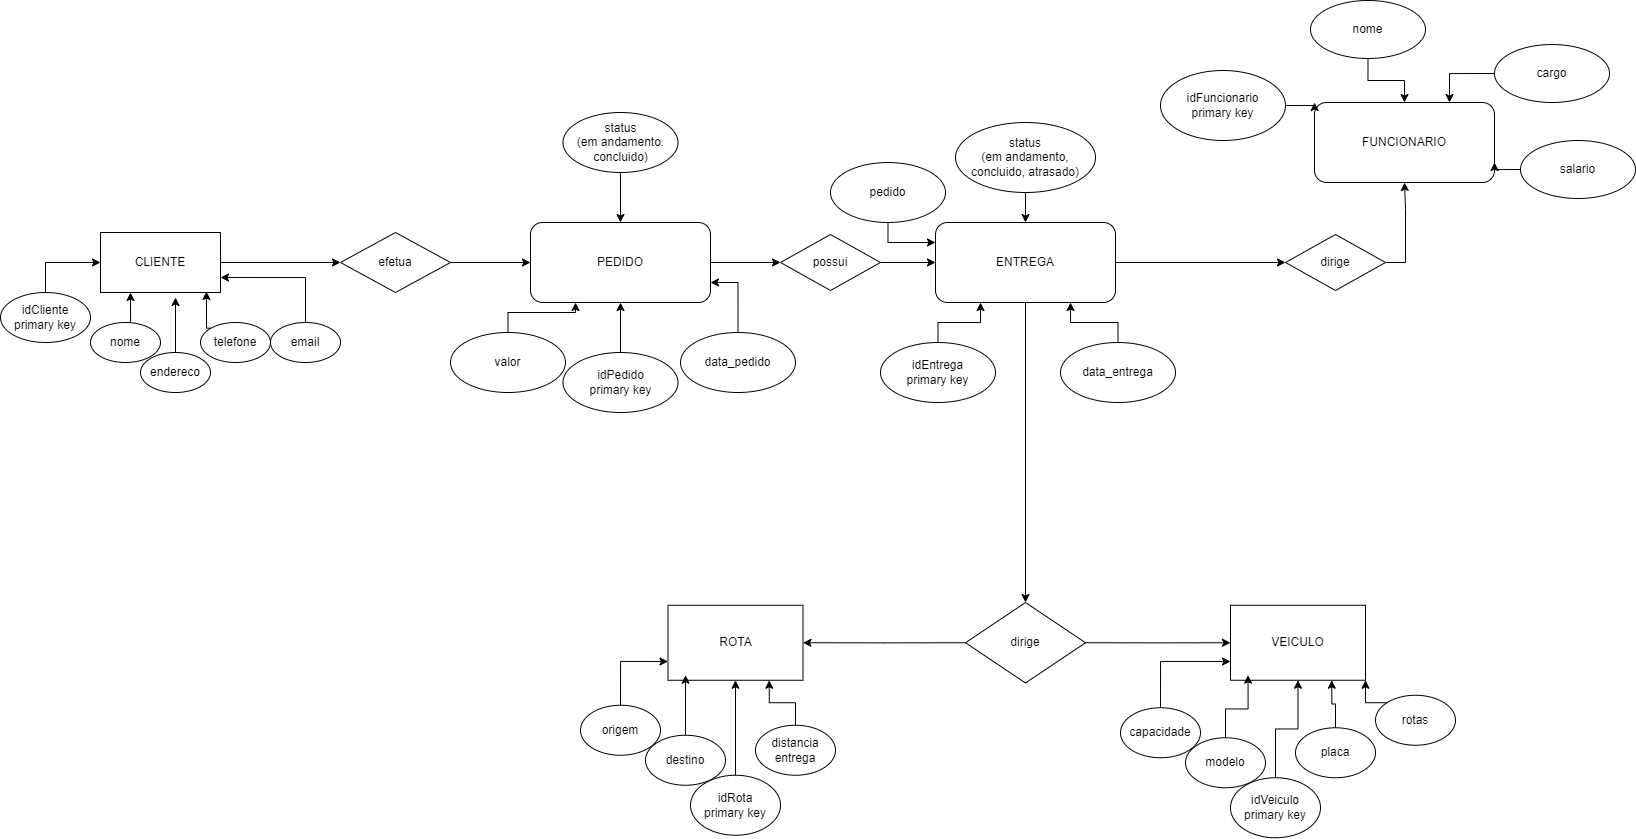 nome
cargo
idFuncionario
primary key
FUNCIONARIO
salario
status
(em andamento.
concluido)
status
(em andamento,
concluido, atrasado)
pedido
CLIENTE
efetua
PEDIDO
possui
ENTREGA
dirige
idCliente
primary key
nome
endereco
telefone
email
valor
idPedido
primary key
data_pedido
idEntrega
primary key
data_entrega
ROTA
dirige
VEICULO
origem
destino
idRota
primary key
distancia
entrega
capacidade
modelo
idVeiculo
primary key
placa
rotas